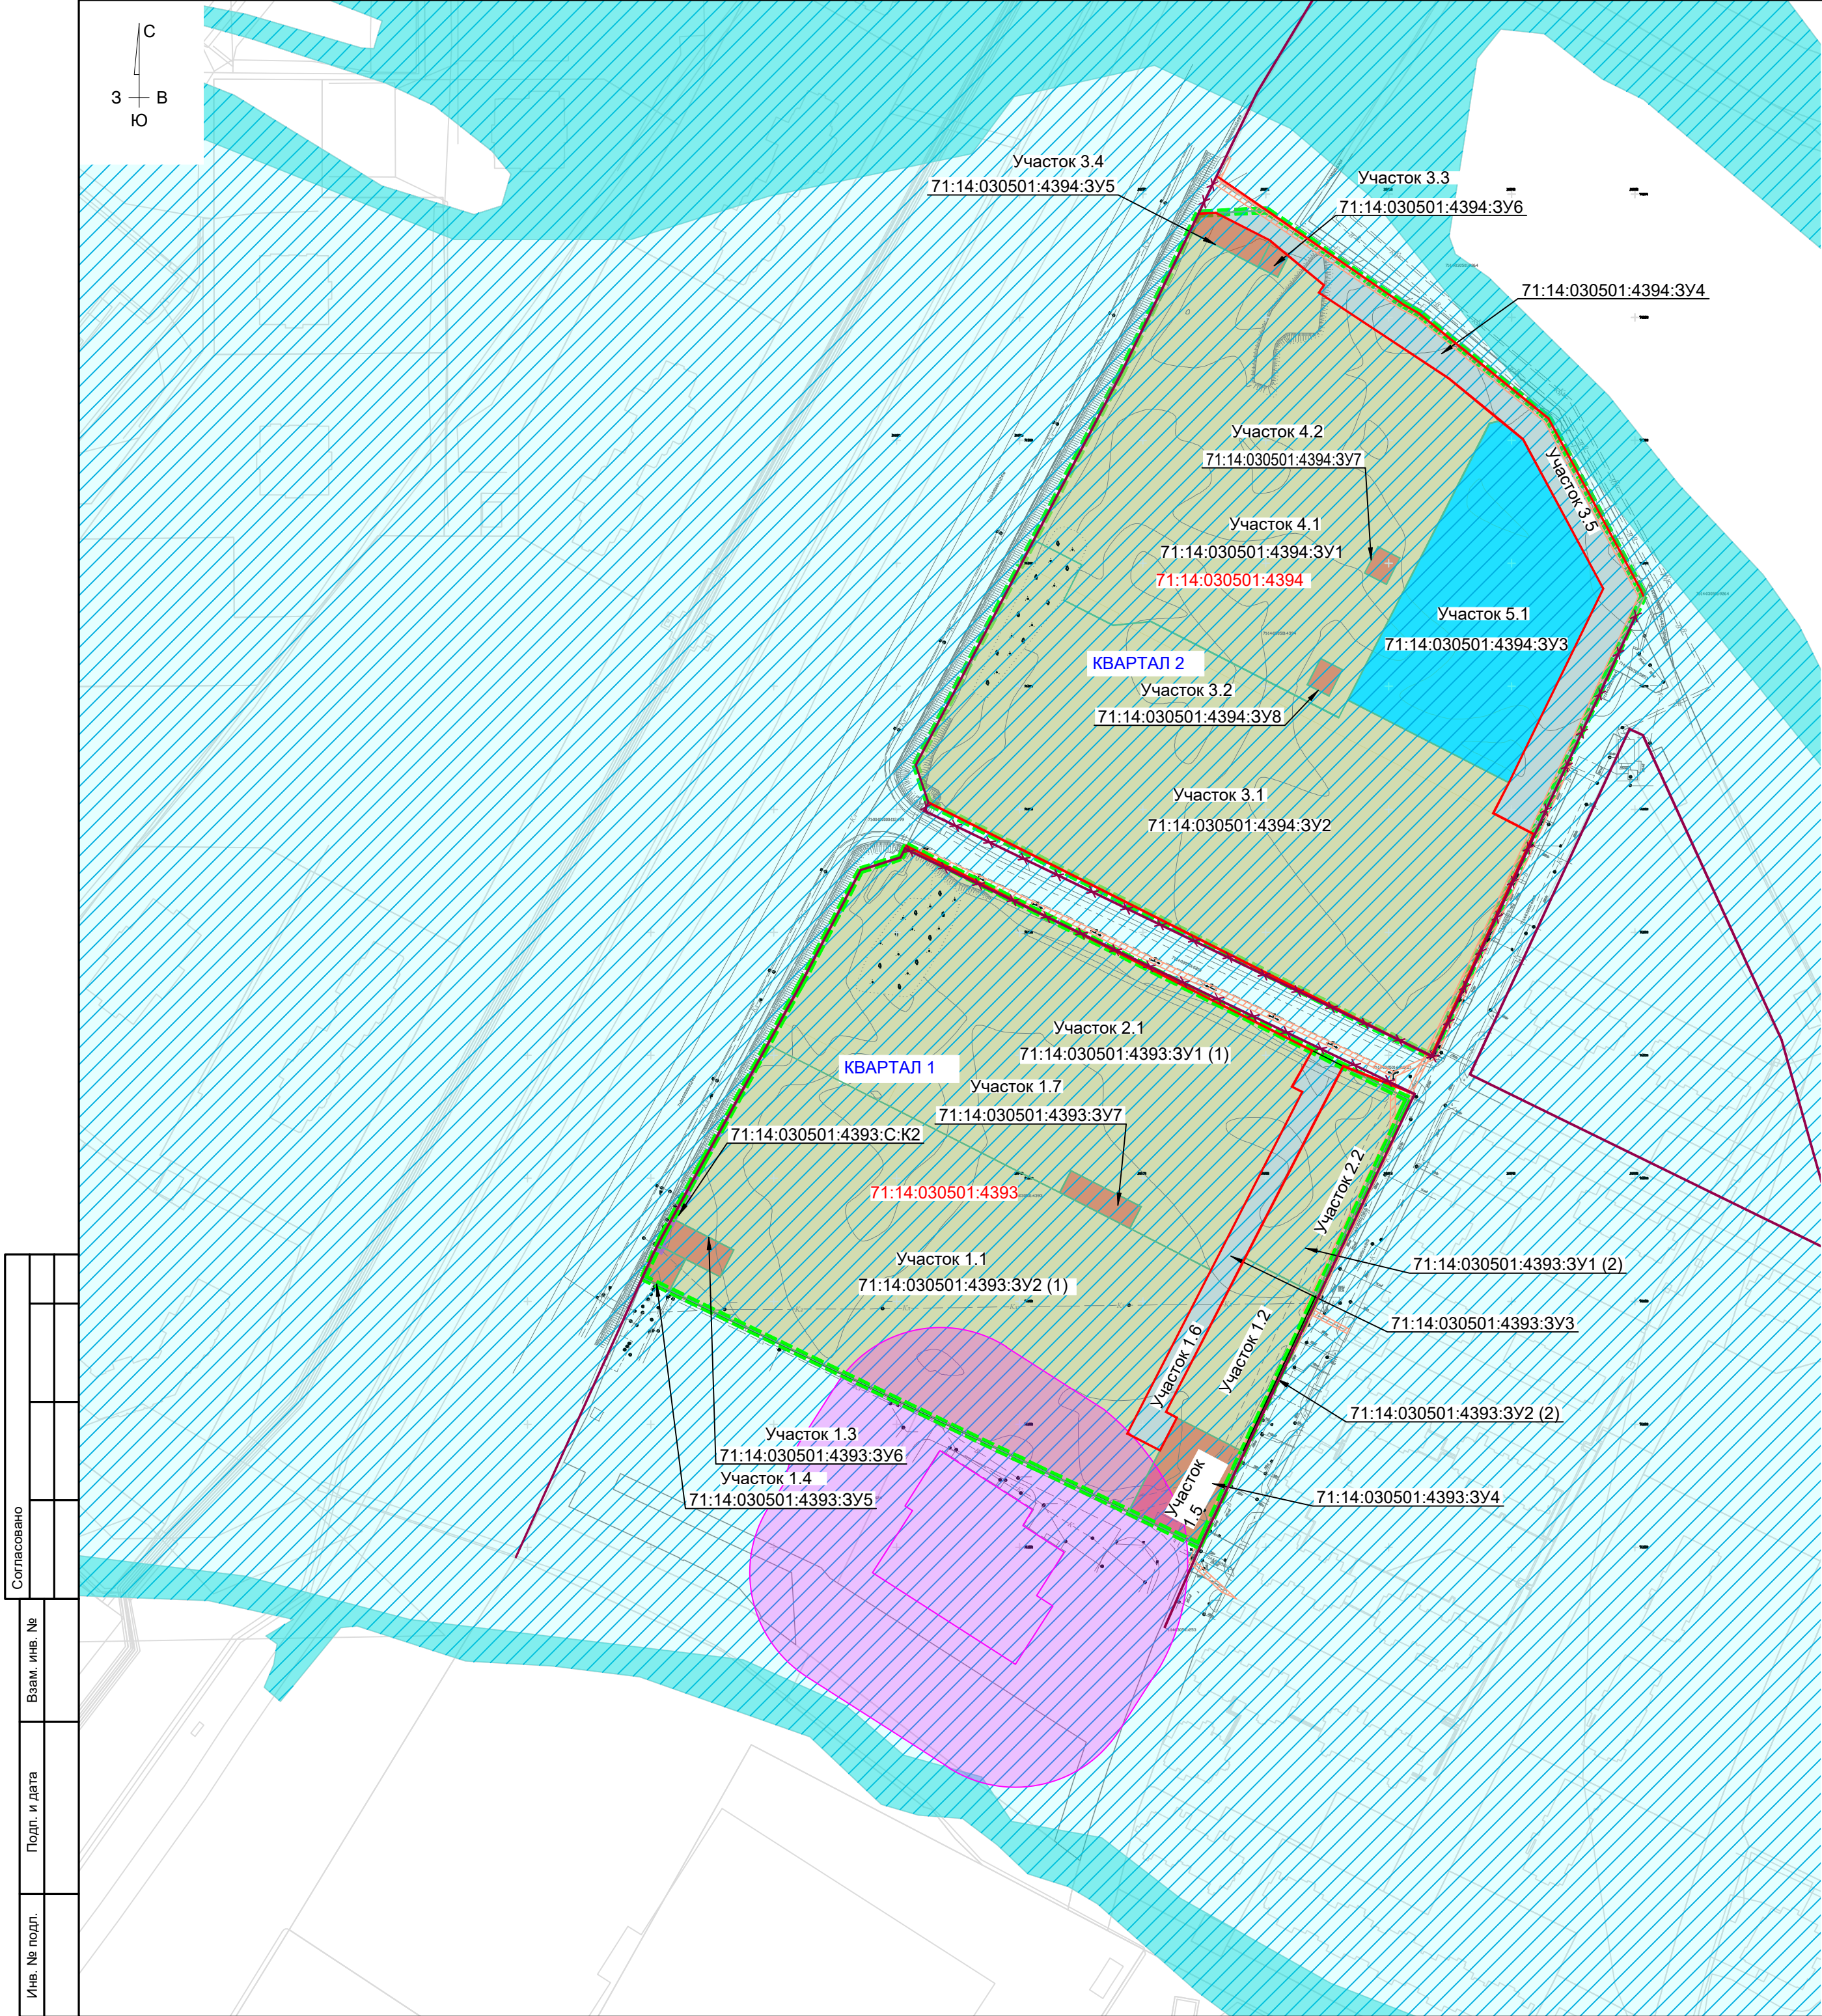 С
З В
Ю
Участок 3.4
71:14:030501:4394:ЗУ5
Участок 3.3
71:14:030501:4394:ЗУ6
71:14:030501:4394:ЗУ4
Участок 4.2
71:14:030501:4394:ЗУ7
Участок 3.5
Участок 4.1
71:14:030501:4394:ЗУ1
71:14:030501:4394
Участок 5.1
71:14:030501:4394:ЗУ3
КВАРТАЛ 2
Участок 3.2
71:14:030501:4394:ЗУ8
Участок 3.1
71:14:030501:4394:ЗУ2
Участок 2.1
71:14:030501:4393:ЗУ1 (1)
КВАРТАЛ 1
Участок 1.7
71:14:030501:4393:ЗУ7
71:14:030501:4393:С:К2
71:14:030501:4393
Участок 2.2
Участок 1.1
71:14:030501:4393:ЗУ2 (1)
71:14:030501:4393:ЗУ1 (2)
71:14:030501:4393:ЗУ3
Участок 1.6
Участок 1.2
71:14:030501:4393:ЗУ2 (2)
Участок 1.3
71:14:030501:4393:ЗУ6
Участок 1.4
71:14:030501:4393:ЗУ5
Участок
1.5
71:14:030501:4393:ЗУ4
Согласовано
Взам. инв. №
Подп. и дата
Инв. № подл.